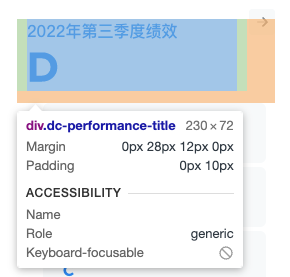 2022年第三季度绩效
D
div.dc-performance-title 230 × 72
Margin 0px 28px 12px 0px
Padding 0px 10px
ACCESSIBILITY
Name
Role generic
Keyboard-focusable
C